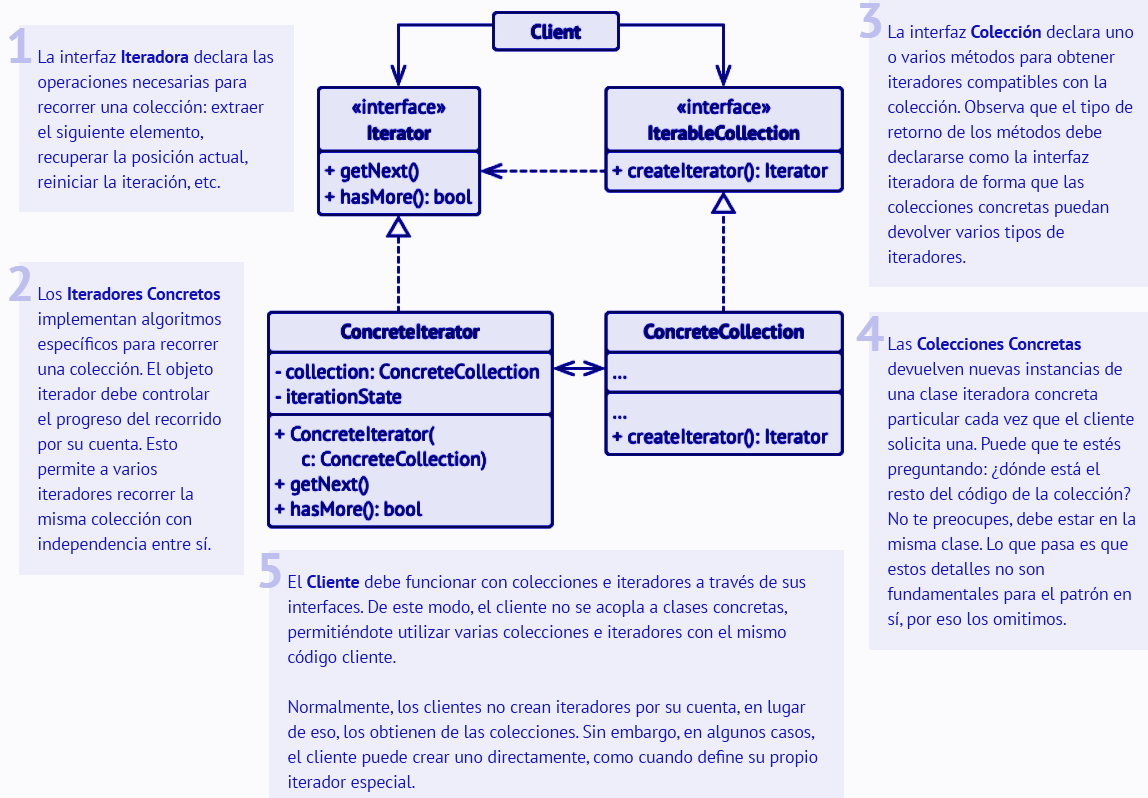 1
La interfaz Iteradora declara las
operaciones necesarias para
recorrer una colección: extraer
el siguiente elemento,
recuperar la posición actual,
reiniciar la iteración, etc.
2
Los Iteradores Concretos
implementan algoritmos
específicos para recorrer
una colección. El objeto
iterador debe controlar
el progreso del recorrido
por su cuenta. Esto
permite a varios
iteradores recorrer la
misma colección con
independencia entre sí.
Client
«interface»
Iterator
+ getNext()
+ hasMore(): bool
«interface»
IterableCollection
+ createIterator(): Iterator
ConcreteIterator
- collection: ConcreteCollection
- iterationState
+ ConcreteIterator(
c: ConcreteCollection)
+ getNext()
+ hasMore(): bool
ConcreteCollection
...
...
+ createIterator(): Iterator
3
La interfaz Colección declara uno
o varios métodos para obtener
iteradores compatibles con la
colección. Observa que el tipo de
retorno de los métodos debe
declararse como la interfaz
iteradora de forma que las
colecciones concretas puedan
devolver varios tipos de
iteradores.
4
Las Colecciones Concretas
devuelven nuevas instancias de
una clase iteradora concreta
particular cada vez que el cliente
solicita una. Puede que te estés
preguntando: ¿dónde está el
resto del código de la colección?
No te preocupes, debe estar en la
misma clase. Lo que pasa es que
estos detalles no son
fundamentales para el patrón en
sí, por eso los omitimos.
5
El Cliente debe funcionar con colecciones e iteradores a través de sus
interfaces. De este modo, el cliente no se acopla a clases concretas,
permitiéndote utilizar varias colecciones e iteradores con el mismo
código cliente.
Normalmente, los clientes no crean iteradores por su cuenta, en lugar
de eso, los obtienen de las colecciones. Sin embargo, en algunos casos,
el cliente puede crear uno directamente, como cuando define su propio
iterador especial.